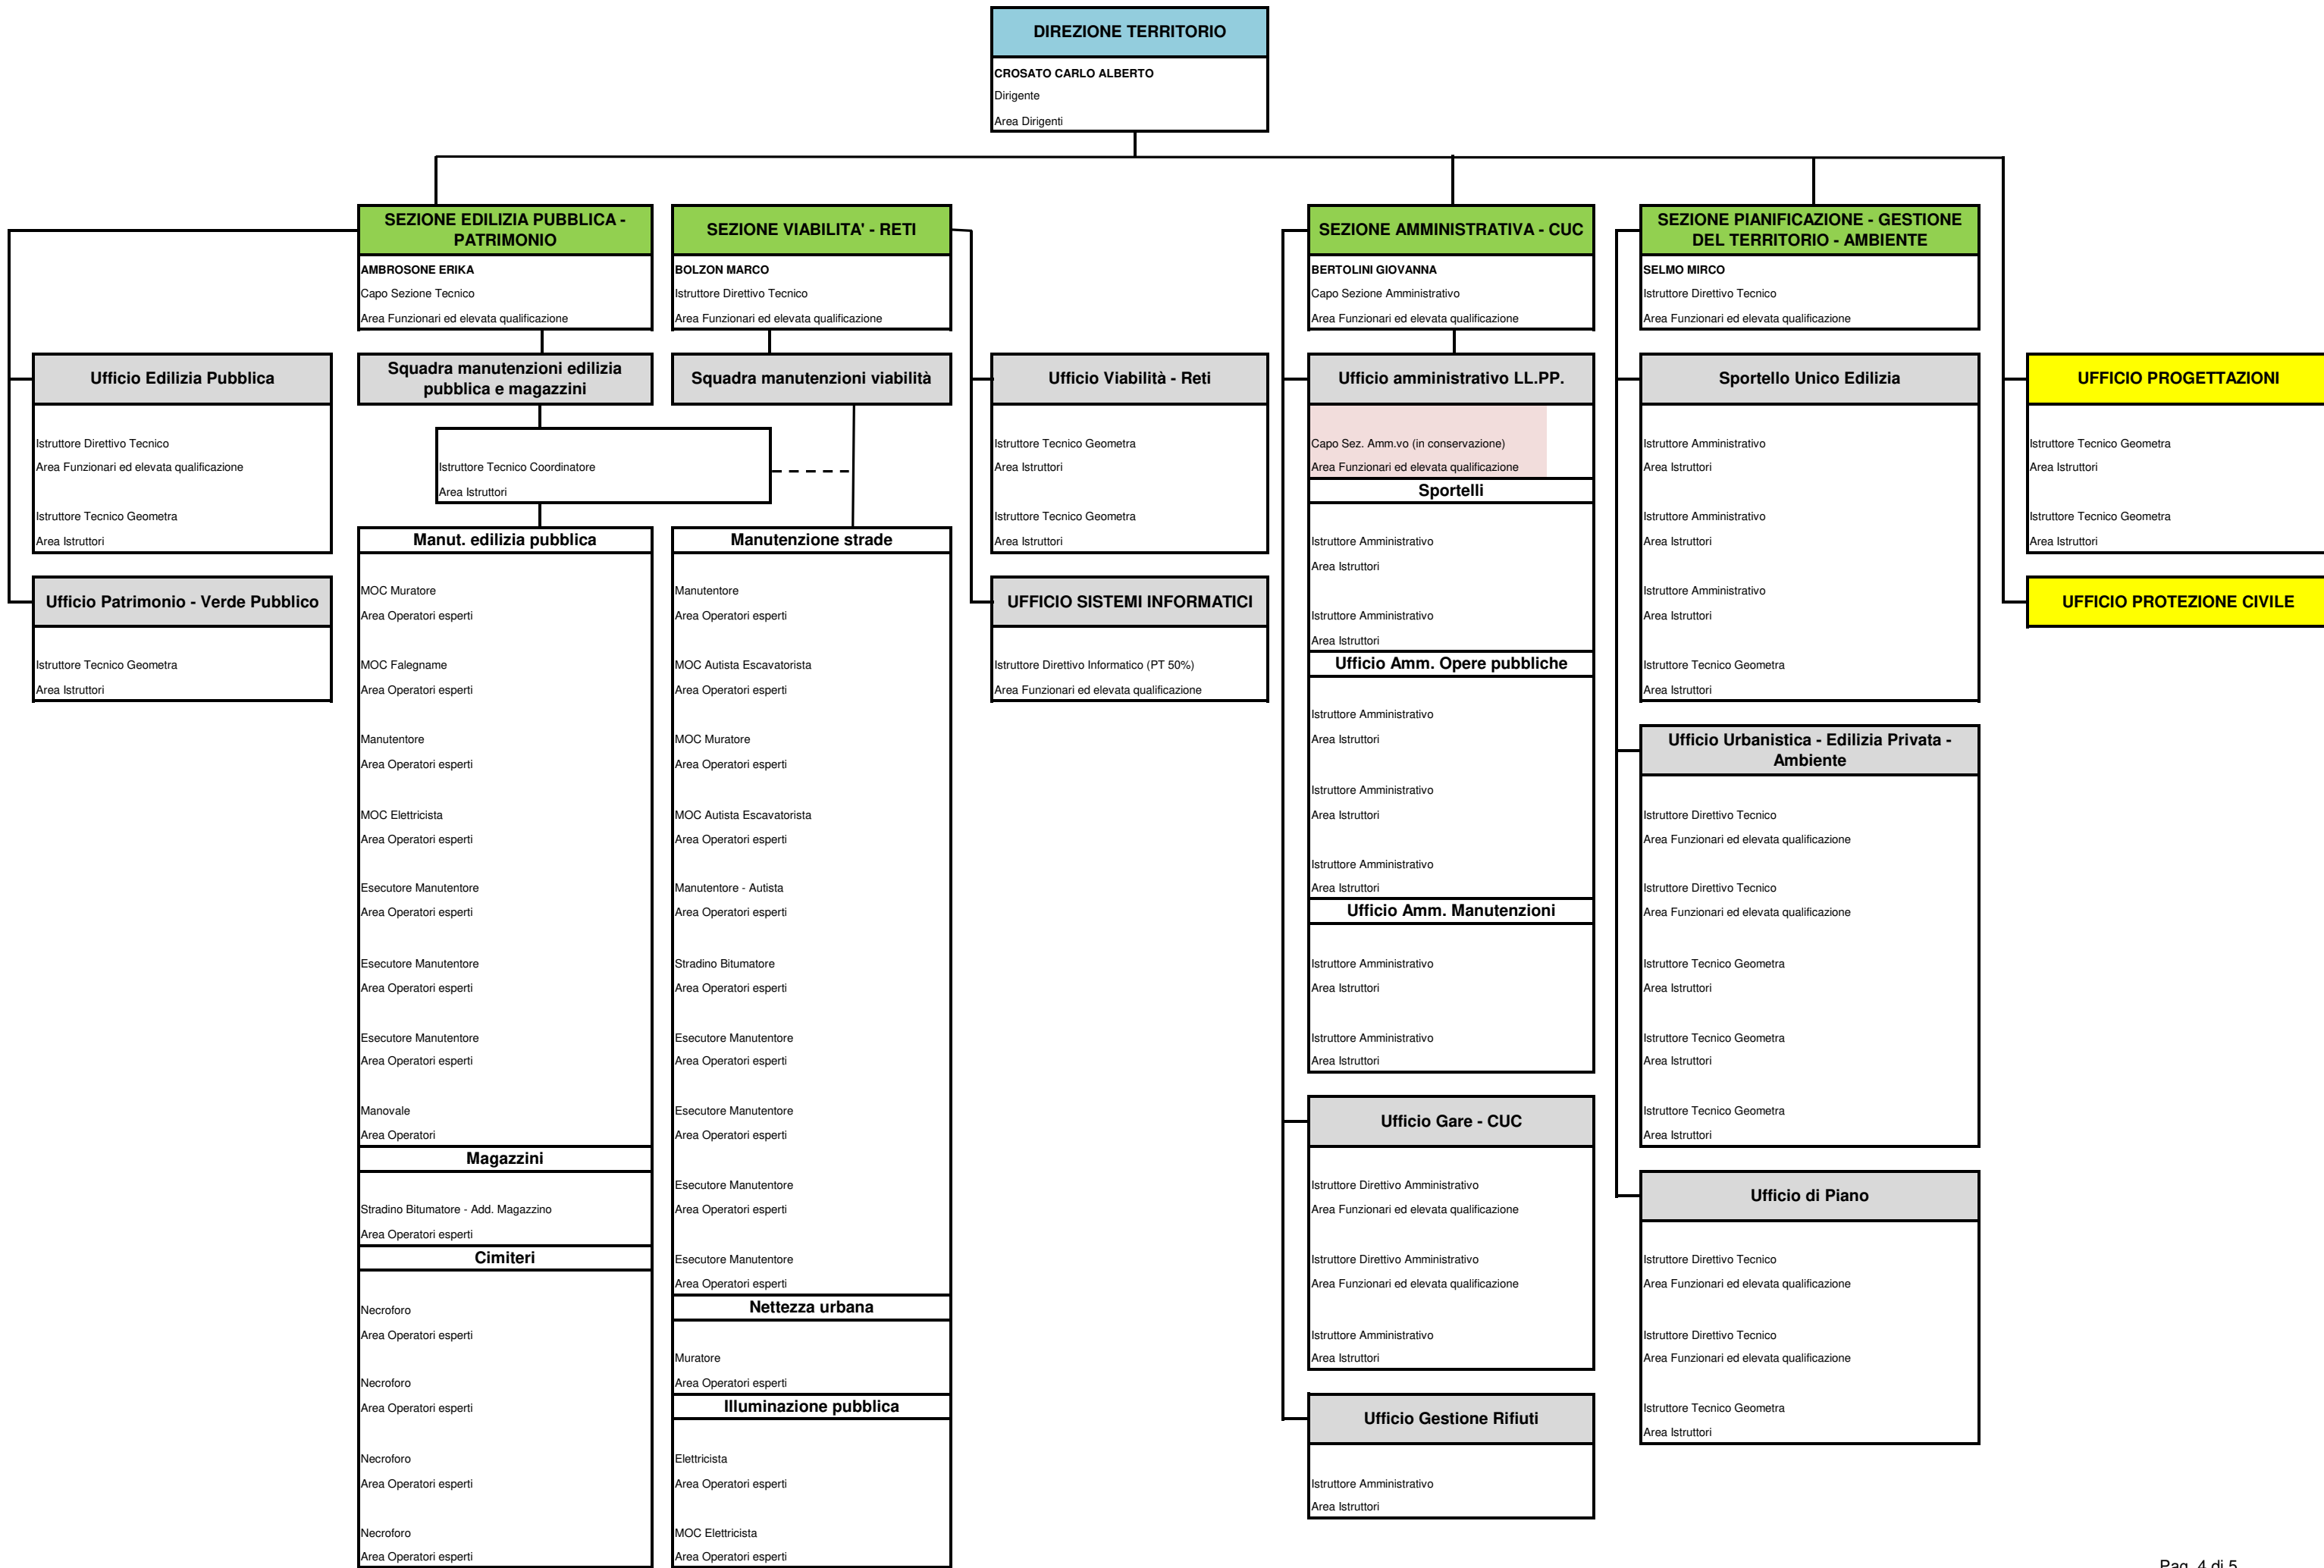 DIREZIONE TERRITORIO
CROSATO CARLO ALBERTO
Dirigente
Area Dirigenti
SEZIONE EDILIZIA PUBBLICA -
PATRIMONIO
AMBROSONE ERIKA
Capo Sezione Tecnico
Area Funzionari ed elevata qualificazione
SEZIONE VIABILITA' - RETI
BOLZON MARCO
Istruttore Direttivo Tecnico
Area Funzionari ed elevata qualificazione
SEZIONE AMMINISTRATIVA - CUC
BERTOLINI GIOVANNA
Capo Sezione Amministrativo
Area Funzionari ed elevata qualificazione
SEZIONE PIANIFICAZIONE - GESTIONE
DEL TERRITORIO - AMBIENTE
SELMO MIRCO
Istruttore Direttivo Tecnico
Area Funzionari ed elevata qualificazione
Ufficio Edilizia Pubblica
Istruttore Direttivo Tecnico
Area Funzionari ed elevata qualificazione
Istruttore Tecnico Geometra
Area Istruttori
Ufficio Patrimonio - Verde Pubblico
Istruttore Tecnico Geometra
Area Istruttori
Squadra manutenzioni edilizia
pubblica e magazzini
Istruttore Tecnico Coordinatore
Area Istruttori
Manut. edilizia pubblica
MOC Muratore
Area Operatori esperti
MOC Falegname
Area Operatori esperti
Manutentore
Area Operatori esperti
MOC Elettricista
Area Operatori esperti
Esecutore Manutentore
Area Operatori esperti
Esecutore Manutentore
Area Operatori esperti
Esecutore Manutentore
Area Operatori esperti
Manovale
Area Operatori
Magazzini
Stradino Bitumatore - Add. Magazzino
Area Operatori esperti
Cimiteri
Necroforo
Area Operatori esperti
Necroforo
Area Operatori esperti
Necroforo
Area Operatori esperti
Necroforo
Area Operatori esperti
Squadra manutenzioni viabilità
Manutenzione strade
Manutentore
Area Operatori esperti
MOC Autista Escavatorista
Area Operatori esperti
MOC Muratore
Area Operatori esperti
MOC Autista Escavatorista
Area Operatori esperti
Manutentore - Autista
Area Operatori esperti
Stradino Bitumatore
Area Operatori esperti
Esecutore Manutentore
Area Operatori esperti
Esecutore Manutentore
Area Operatori esperti
Esecutore Manutentore
Area Operatori esperti
Esecutore Manutentore
Area Operatori esperti
Nettezza urbana
Muratore
Area Operatori esperti
Illuminazione pubblica
Elettricista
Area Operatori esperti
MOC Elettricista
Area Operatori esperti
Ufficio Viabilità - Reti
Istruttore Tecnico Geometra
Area Istruttori
Istruttore Tecnico Geometra
Area Istruttori
UFFICIO SISTEMI INFORMATICI
Istruttore Direttivo Informatico (PT 50%)
Area Funzionari ed elevata qualificazione
Ufficio amministrativo LL.PP.
Capo Sez. Amm.vo (in conservazione)
Area Funzionari ed elevata qualificazione
Sportelli
Istruttore Amministrativo
Area Istruttori
Istruttore Amministrativo
Area Istruttori
Ufficio Amm. Opere pubbliche
Istruttore Amministrativo
Area Istruttori
Istruttore Amministrativo
Area Istruttori
Istruttore Amministrativo
Area Istruttori
Ufficio Amm. Manutenzioni
Istruttore Amministrativo
Area Istruttori
Istruttore Amministrativo
Area Istruttori
Ufficio Gare - CUC
Istruttore Direttivo Amministrativo
Area Funzionari ed elevata qualificazione
Istruttore Direttivo Amministrativo
Area Funzionari ed elevata qualificazione
Istruttore Amministrativo
Area Istruttori
Ufficio Gestione Rifiuti
Istruttore Amministrativo
Area Istruttori
Sportello Unico Edilizia
Istruttore Amministrativo
Area Istruttori
Istruttore Amministrativo
Area Istruttori
Istruttore Amministrativo
Area Istruttori
Istruttore Tecnico Geometra
Area Istruttori
Ufficio Urbanistica - Edilizia Privata -
Ambiente
Istruttore Direttivo Tecnico
Area Funzionari ed elevata qualificazione
Istruttore Direttivo Tecnico
Area Funzionari ed elevata qualificazione
Istruttore Tecnico Geometra
Area Istruttori
Istruttore Tecnico Geometra
Area Istruttori
Istruttore Tecnico Geometra
Area Istruttori
Ufficio di Piano
Istruttore Direttivo Tecnico
Area Funzionari ed elevata qualificazione
Istruttore Direttivo Tecnico
Area Funzionari ed elevata qualificazione
Istruttore Tecnico Geometra
Area Istruttori
UFFICIO PROGETTAZIONI
Istruttore Tecnico Geometra
Area Istruttori
Istruttore Tecnico Geometra
Area Istruttori
UFFICIO PROTEZIONE CIVILE
Pag. 4 di 5